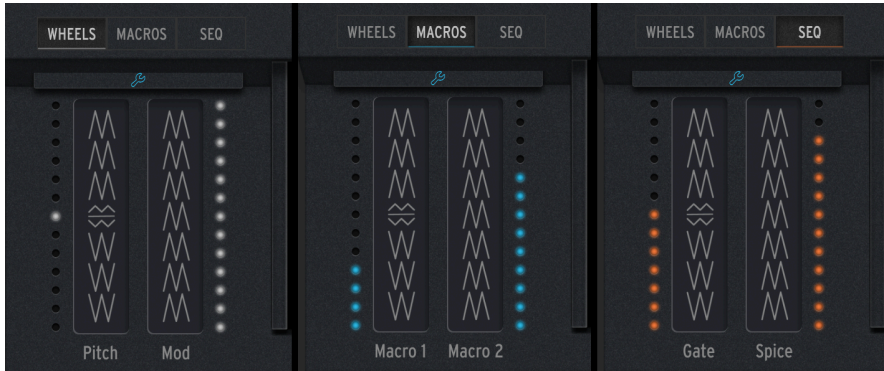 WHEELS MACROS SEQ
Pitch Mod
WHEELS MACROS SEQ
Macro 1 Macro 2
WHEELS MACROS SEQ
Gate Spice